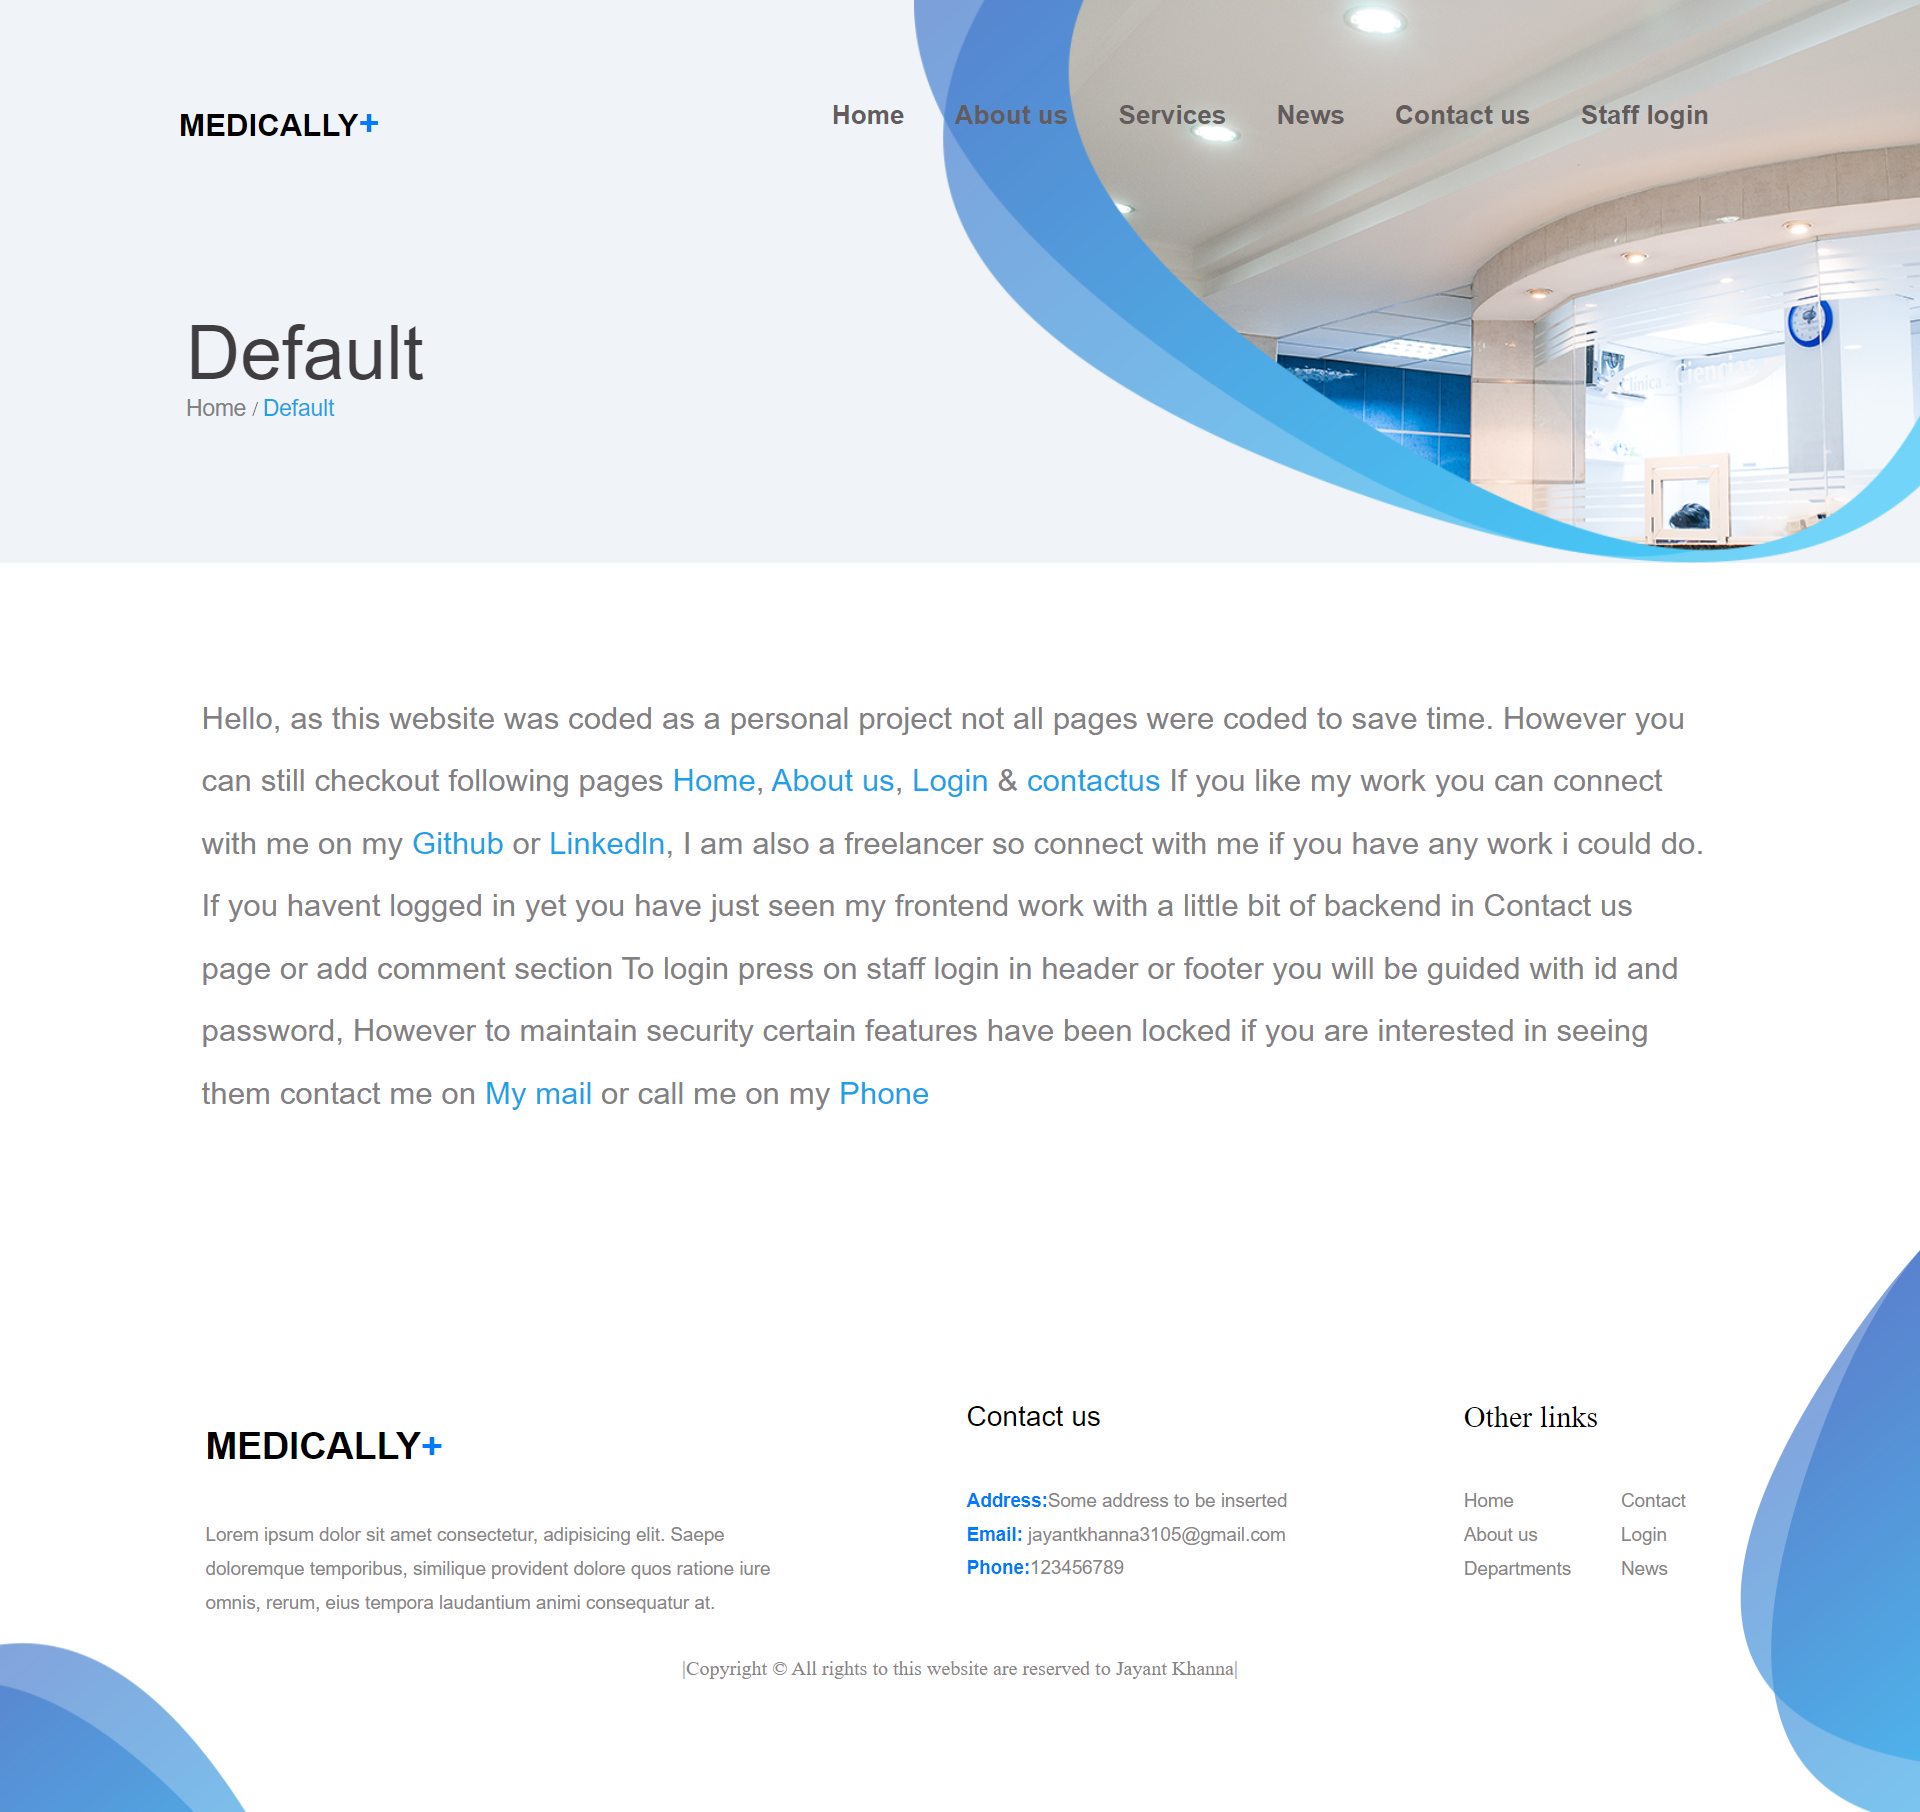 MEDICALLY+
Home About us Services News Contact us Staff login
Default
Home / Default
Hello, as this website was coded as a personal project not all pages were coded to save time. However you
can still checkout following pages Home, About us, Login & contactus If you like my work you can connect
with me on my Github or LinkedIn, I am also a freelancer so connect with me if you have any work i could do.
If you havent logged in yet you have just seen my frontend work with a little bit of backend in Contact us
page or add comment section To login press on staff login in header or footer you will be guided with id and
password, However to maintain security certain features have been locked if you are interested in seeing
them contact me on My mail or call me on my Phone
MEDICALLY+
Lorem ipsum dolor sit amet consectetur, adipisicing elit. Saepe
doloremque temporibus, similique provident dolore quos ratione iure
omnis, rerum, eius tempora laudantium animi consequatur at.
Contact us
Address:Some address to be inserted
Email: jayantkhanna3105@gmail.com
Phone:123456789
Other links
Home Contact
About us Login
Departments News
|Copyright © All rights to this website are reserved to Jayant Khanna|